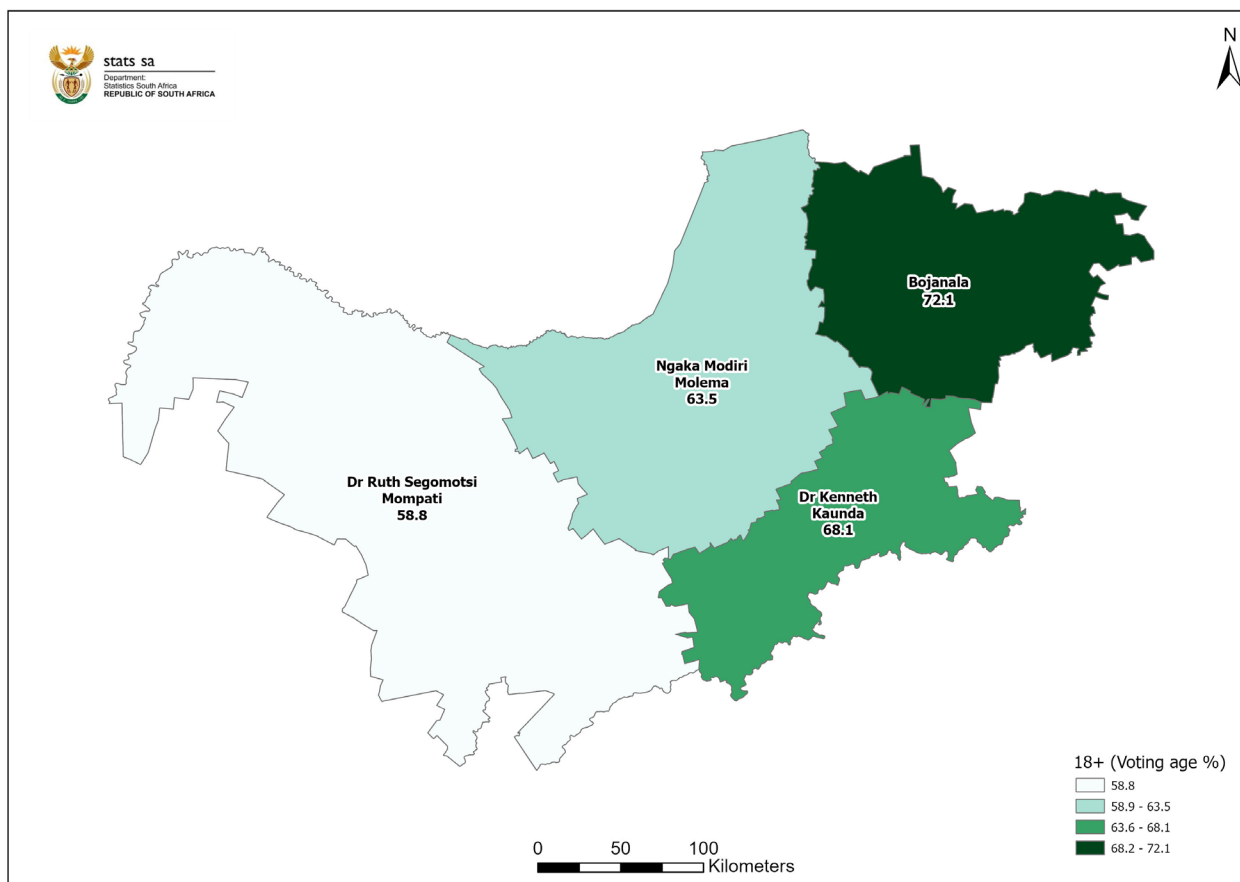 stats sa
Department:
Statistics South Africa
REPUBLIC OF SOUTH AFRICA
N
Bojanala
72.1
Ngaka Modiri
Molema
63.5
Dr Ruth Segomotsi
Mompati
58.8
Dr Kenneth
Kaunda
68.1
18+ (Voting age %)
58.8
58.9 - 63.5
63.6 - 68.1
68.2 - 72.1
0 50 100
Kilometers